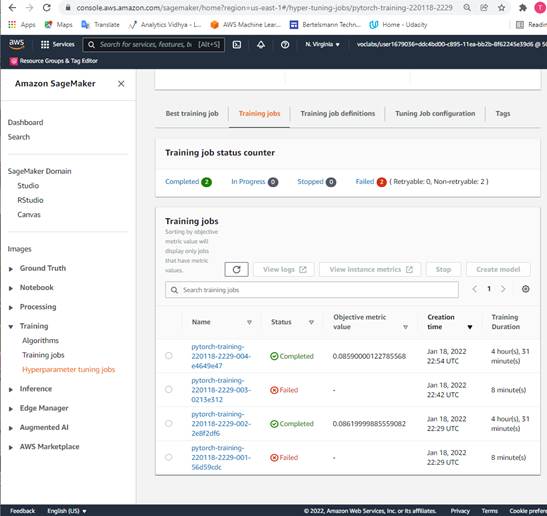 console.aws.amazon.com/sagemaker/home?region=us-east-1#/hyper-tuning-jobs/pytorch-training-220118-2229
Apps
Maps
Translate
Analytics Vidhya - L...
AWS Machine Lear...
Bertelsmann Techn...
Home - Udacity
Readin
aws
Services
Search for services, features, b
[Alt+S]
N. Virginia ▼
Resource Groups & Tag Editor
Amazon SageMaker
Dashboard
Search
SageMaker Domain
Studio
RStudio
Canvas
Images
Ground Truth
Notebook
Processing
Training
Algorithms
Training jobs
Hyperparameter tuning jobs
Inference
Edge Manager
Augmented AI
AWS Marketplace
Best training job
Training jobs
Training job definitions
Tuning Job configuration
Tags
Training job status counter
Completed 2
In Progress 0
Stopped 0
Failed 2 ( Retryable: 0, Non-retryable: 2 )
Training jobs
Sorting by objective
metric value will
display only jobs
that have metric
values.
View logs
View instance metrics
Stop
Create model
Search training jobs
1
Name
Status
Objective metric
value
Creation
time
Training
Duration
pytorch-training-
220118-2229-004-
e4649e47
Completed
0.08590000122785568
Jan 18, 2022
22:54 UTC
4 hour(s), 31
minute(s)
pytorch-training-
220118-2229-003-
0213e312
Failed
-
Jan 18, 2022
22:42 UTC
8 minute(s)
pytorch-training-
220118-2229-002-
2e8f2df6
Completed
0.08619999885559082
Jan 18, 2022
22:29 UTC
4 hour(s), 31
minute(s)
pytorch-training-
220118-2229-001-
56d59cdc
Failed
-
Jan 18, 2022
22:29 UTC
8 minute(s)
Feedback
English (US) ▼
© 2022, Amazon Web Services, Inc. or its affiliates.
Privacy
Terms
Cookie prefere